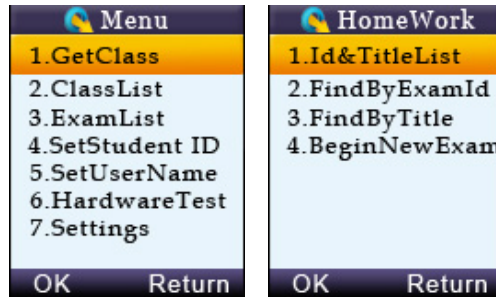 Menu
1.GetClass
2.ClassList
3.ExamList
4.SetStudent ID
5.SetUserName
6.HardwareTest
7.Settings
OK Return
HomeWork
1.Id&TitleList
2.FindByExamId
3.FindByTitle
4.BeginNewExam
OK Return